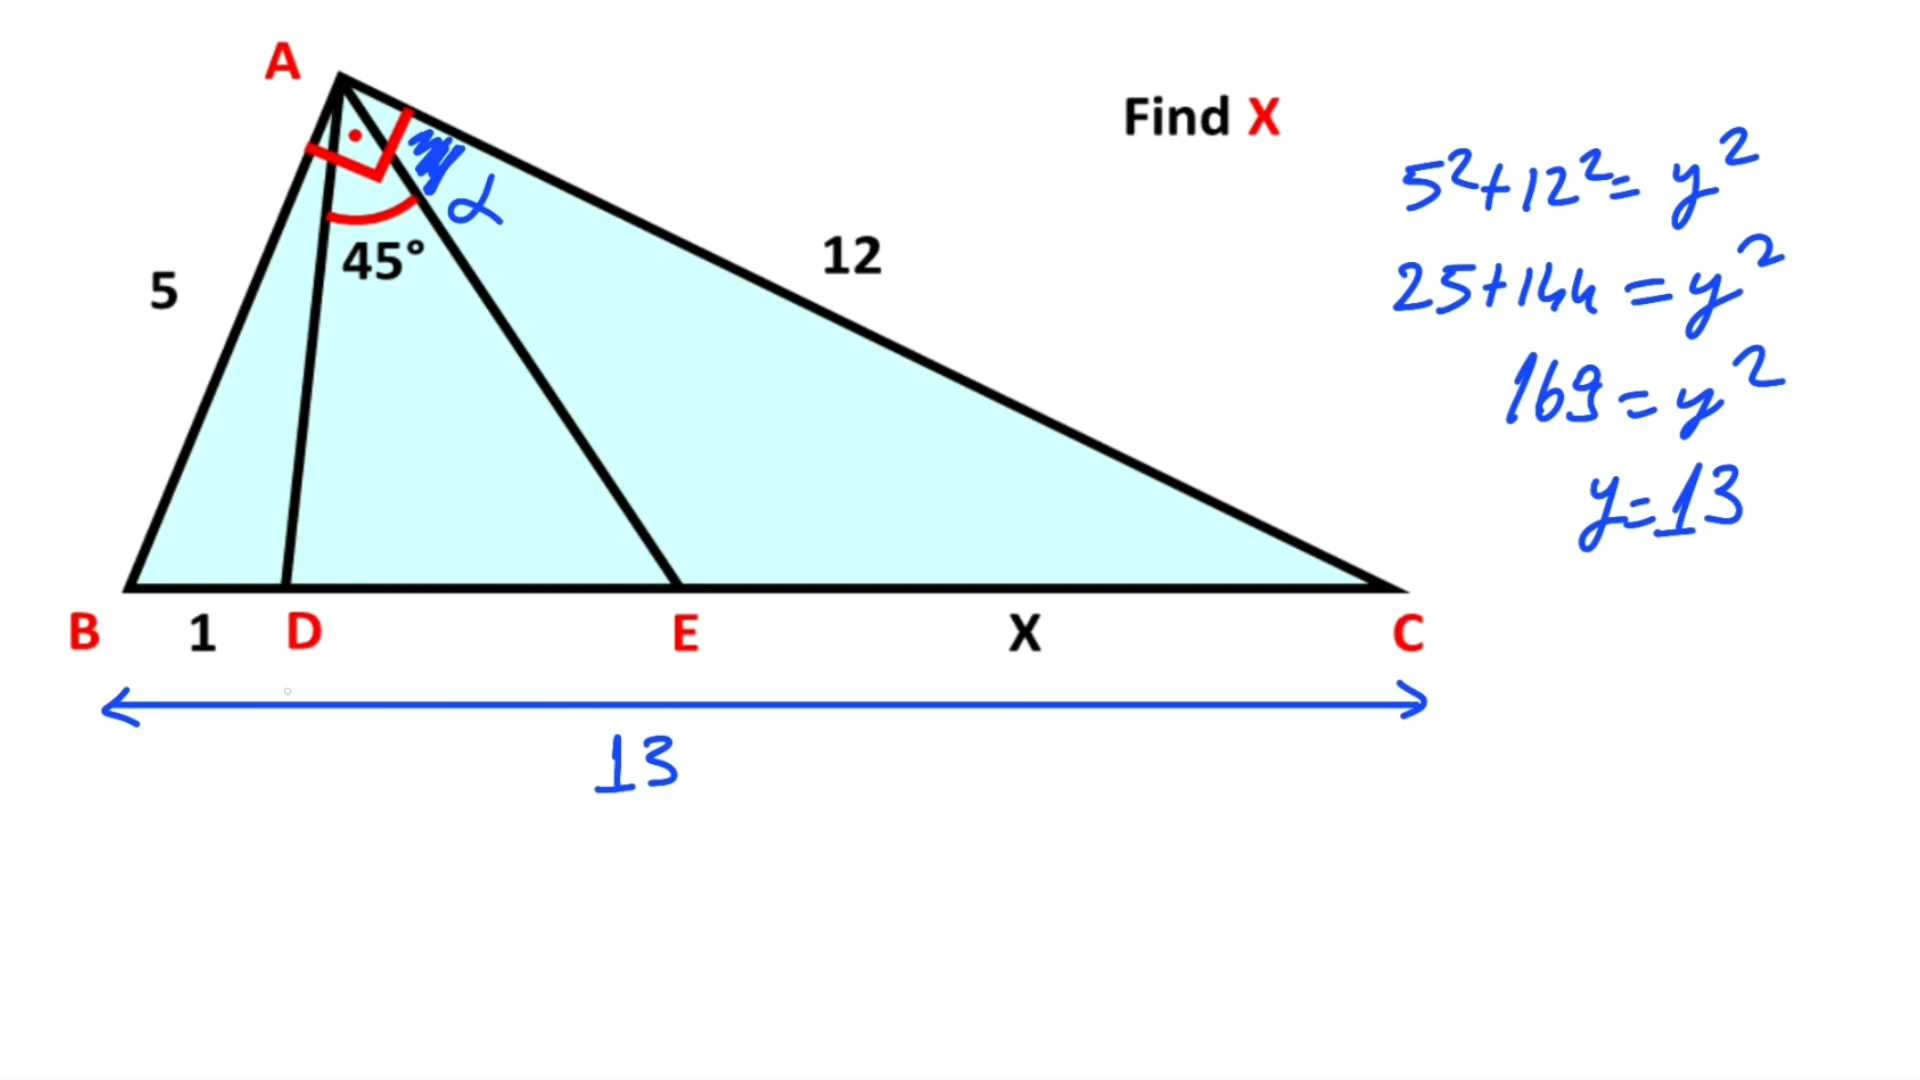 A
Find X
5²+12²=y²
α
45°
12
5
25+144=y²
169=y²
y=13
B 1 D E X C
13